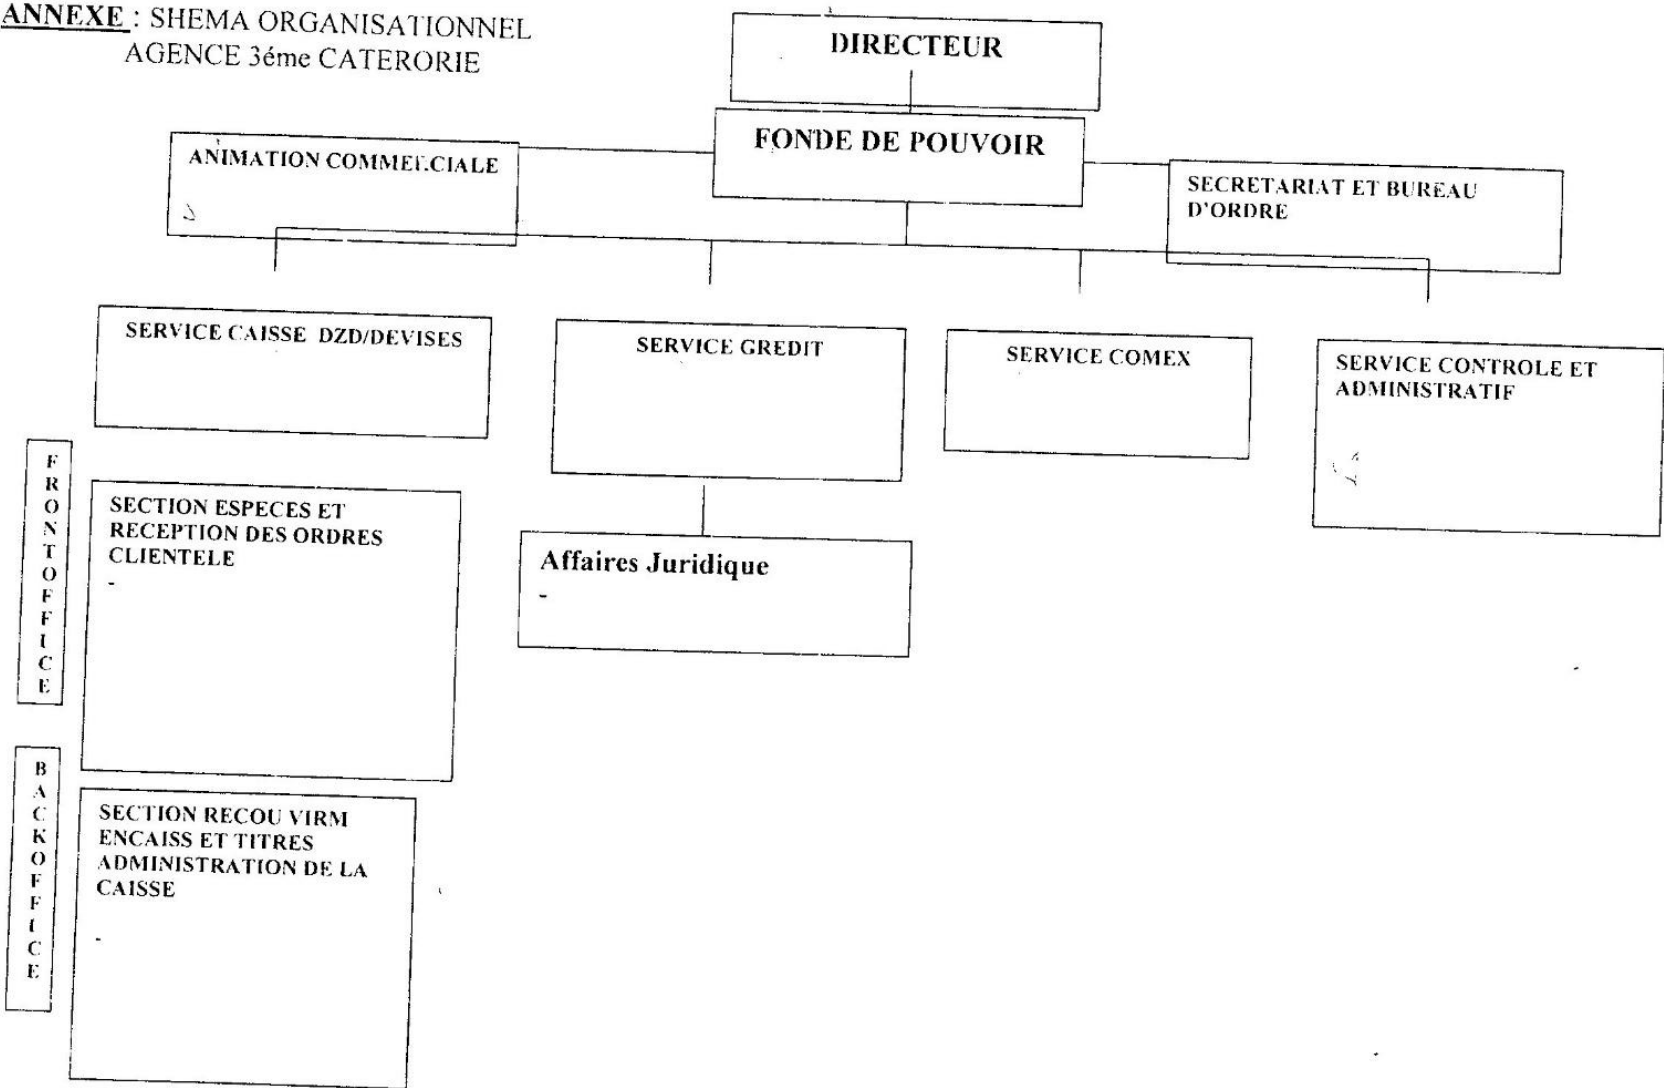 ANNEXE : SHEMA ORGANISATIONNEL
AGENCE 3éme CATERORIE
DIRECTEUR
FONDE DE POUVOIR
ANIMATION COMMERCIALE
SECRETARIAT ET BUREAU
D'ORDRE
SERVICE CAISSE DZD/DEVISES
SERVICE GREDIT
SERVICE COMEX
SERVICE CONTROLE ET
ADMINISTRATIF
FRONTOFFICE
SECTION ESPECES ET
RECEPTION DES ORDRES
CLIENTELE
-
Affaires Juridique
-
BACKOFFICE
SECTION RECOU VIRM
ENCAISS ET TITRES
ADMINISTRATION DE LA
CAISSE
-